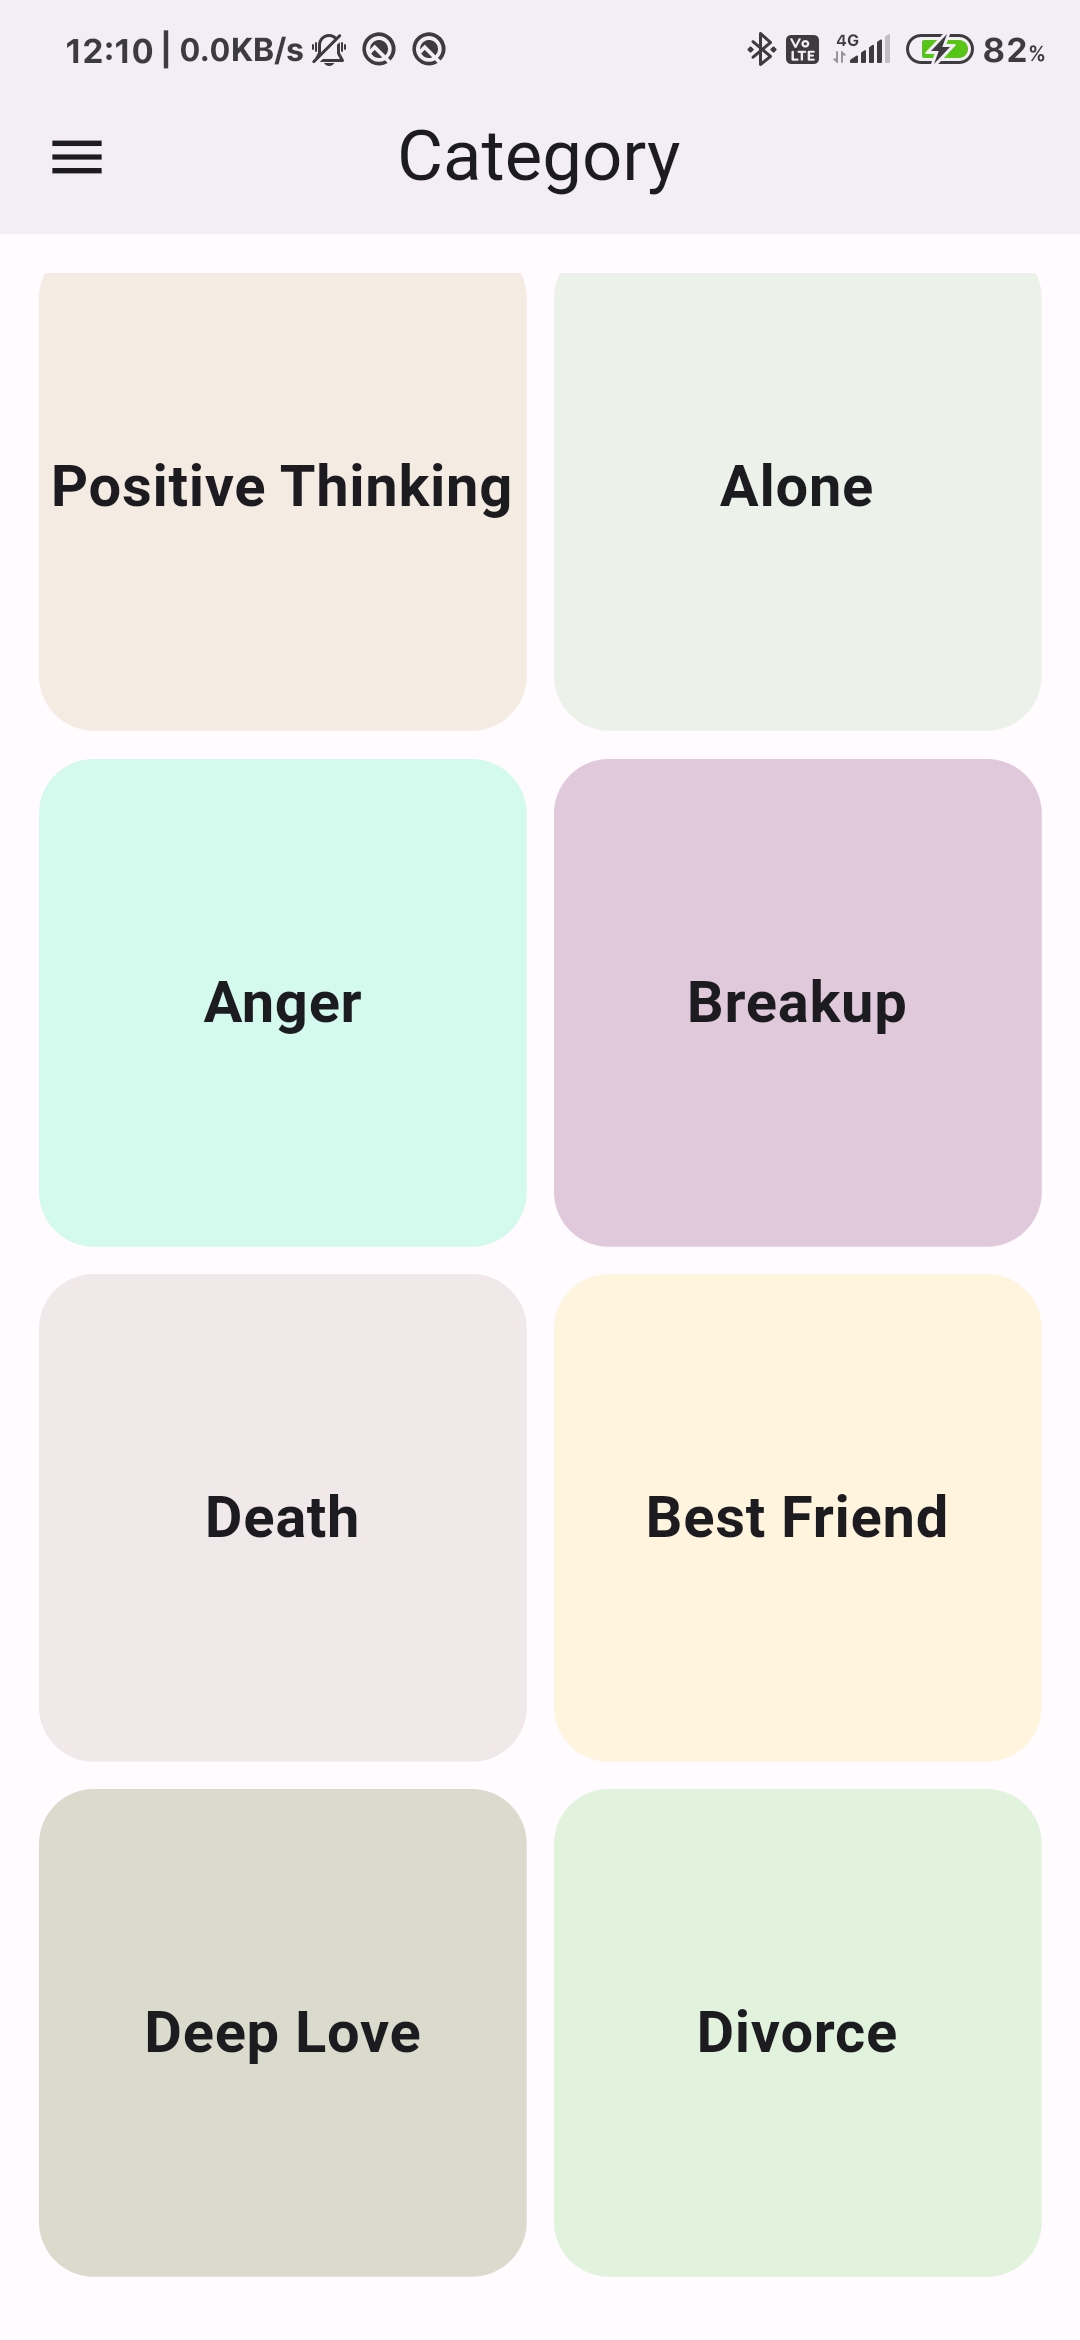 12:10 | 0.0KB/s Vo LTE 4G 82%
Category
Positive Thinking
Alone
Anger
Breakup
Death
Best Friend
Deep Love
Divorce